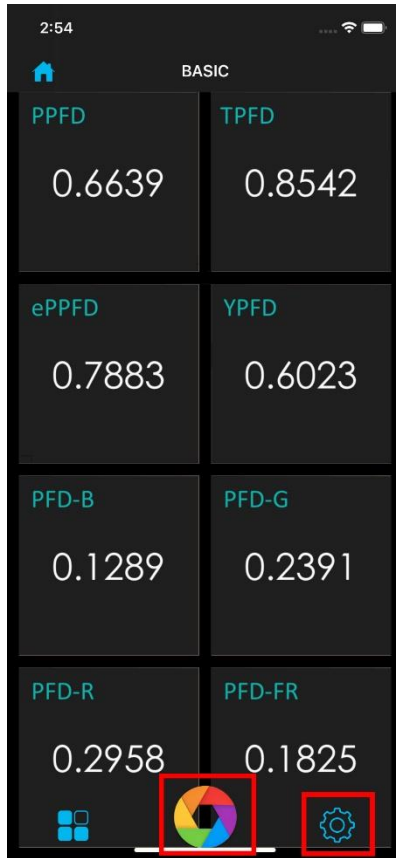 2:54
BASIC
PPFD TPFD
0.6639 0.8542
ePPFD YPFD
0.7883 0.6023
PFD-B PFD-G
0.1289 0.2391
PFD-R PFD-FR
0.2958 0.1825